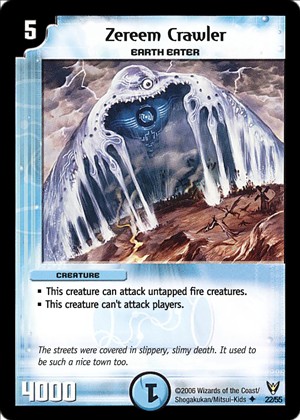 5
Zereem Crawler
EARTH EATER
CREATURE
▪ This creature can attack untapped fire creatures.
▪ This creature can't attack players.
The streets were covered in slippery, slimy death. It used to
be such a nice town too.
4000
©2006 Wizards of the Coast/
Shogakukan/Mitsui-Kids ♦ 22/55